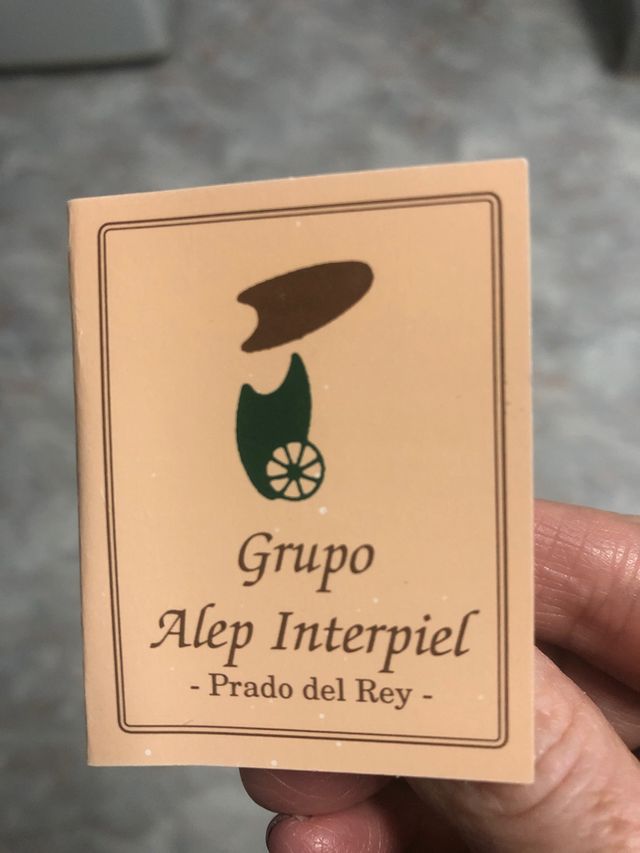 Grupo
Alep Interpiel
- Prado del Rey -